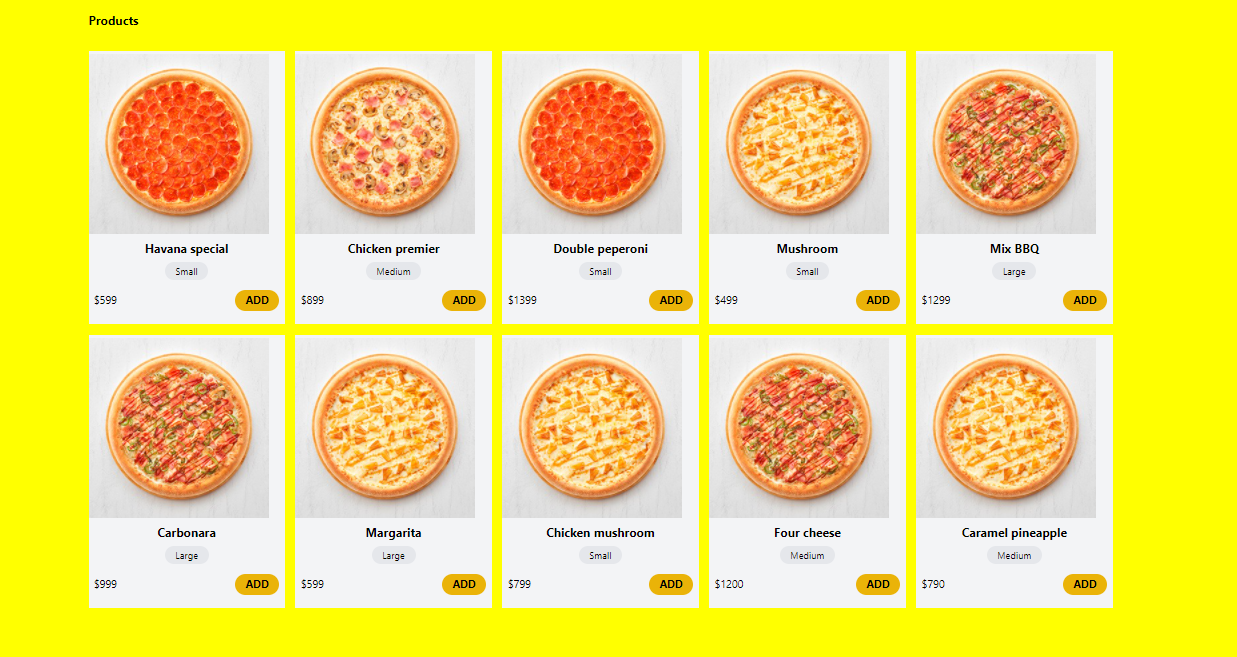 Products
Havana special
Small
$599 ADD
Chicken premier
Medium
$899 ADD
Double peperoni
Small
$1399 ADD
Mushroom
Small
$499 ADD
Mix BBQ
Large
$1299 ADD
Carbonara
Large
$999 ADD
Margarita
Large
$599 ADD
Chicken mushroom
Small
$799 ADD
Four cheese
Medium
$1200 ADD
Caramel pineapple
Medium
$790 ADD